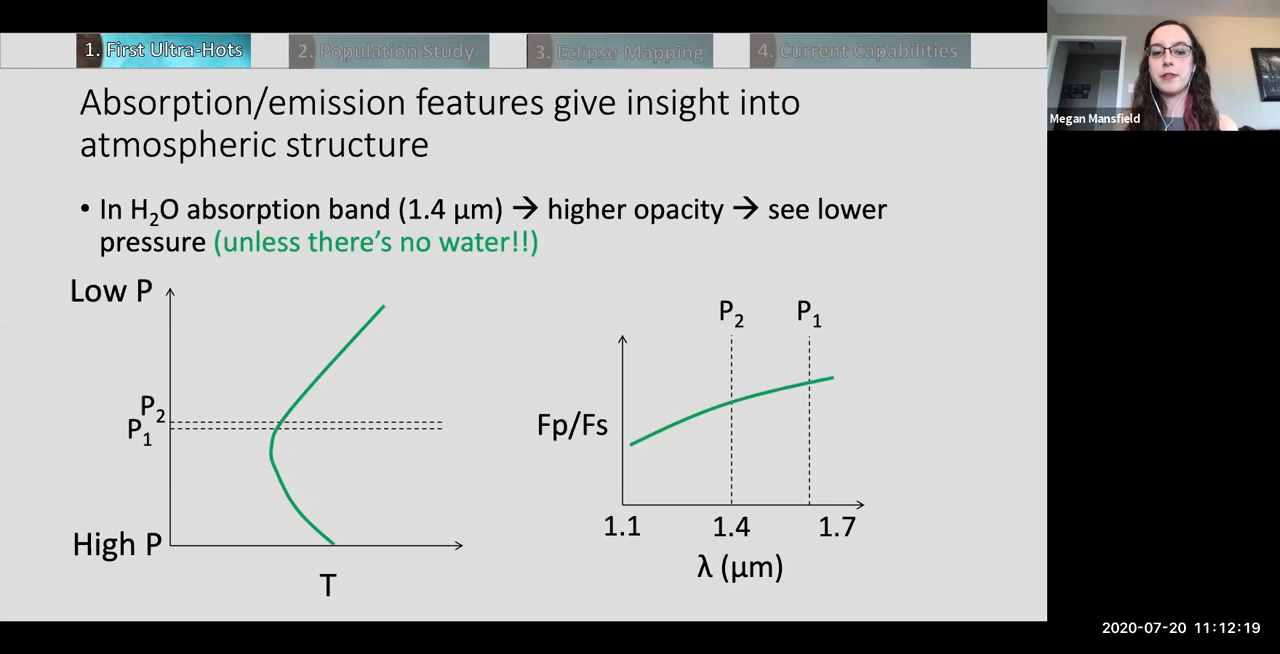 1. First Ultra-Hots
2. Population Study
3. Eclipse Mapping
4. Current Capabilities
Megan Mansfield
Absorption/emission features give insight into
atmospheric structure
• In H₂O absorption band (1.4 μm) → higher opacity → see lower
pressure (unless there's no water!!)
Low P
P₂
P₁
High P
T
P₂
P₁
Fp/Fs
1.1
1.4
1.7
λ (μm)
2020-07-20 11:12:19